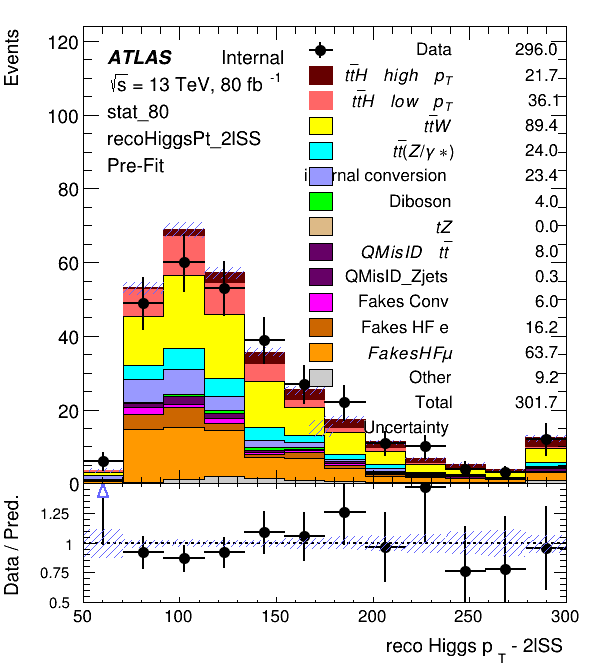 Events
120
100
80
60
40
20
0
ATLAS Internal
√s = 13 TeV, 80 fb -1
stat_80
recoHiggsPt_2lSS
Pre-Fit
Data 296.0
tt̄H high pT 21.7
tt̄H low pT 36.1
tt̄W 89.4
tt̄(Z/γ*) 24.0
rnal conversion 23.4
Diboson 4.0
tZ 0.0
QMisID tt̄ 8.0
QMisID_Zjets 0.3
Fakes Conv 6.0
Fakes HF e 16.2
FakesHFμ 63.7
Other 9.2
Total 301.7
Uncertainty
Data / Pred.
1.25
1
0.75
0.5
50 100 150 200 250 300
reco Higgs p T - 2lSS